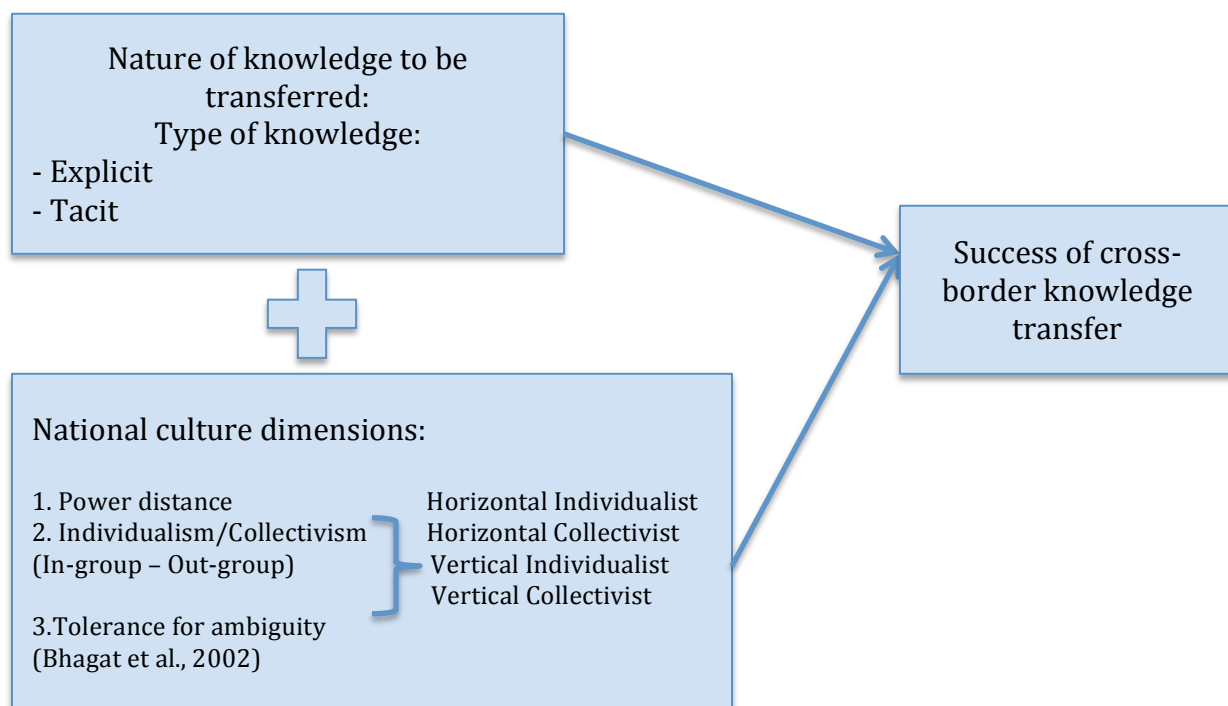 Nature of knowledge to be
transferred:
Type of knowledge:
- Explicit
- Tacit
Success of cross-
border knowledge
transfer
National culture dimensions:
1. Power distance
2. Individualism/Collectivism
(In-group – Out-group)
3.Tolerance for ambiguity
(Bhagat et al., 2002)
Horizontal Individualist
Horizontal Collectivist
Vertical Individualist
Vertical Collectivist